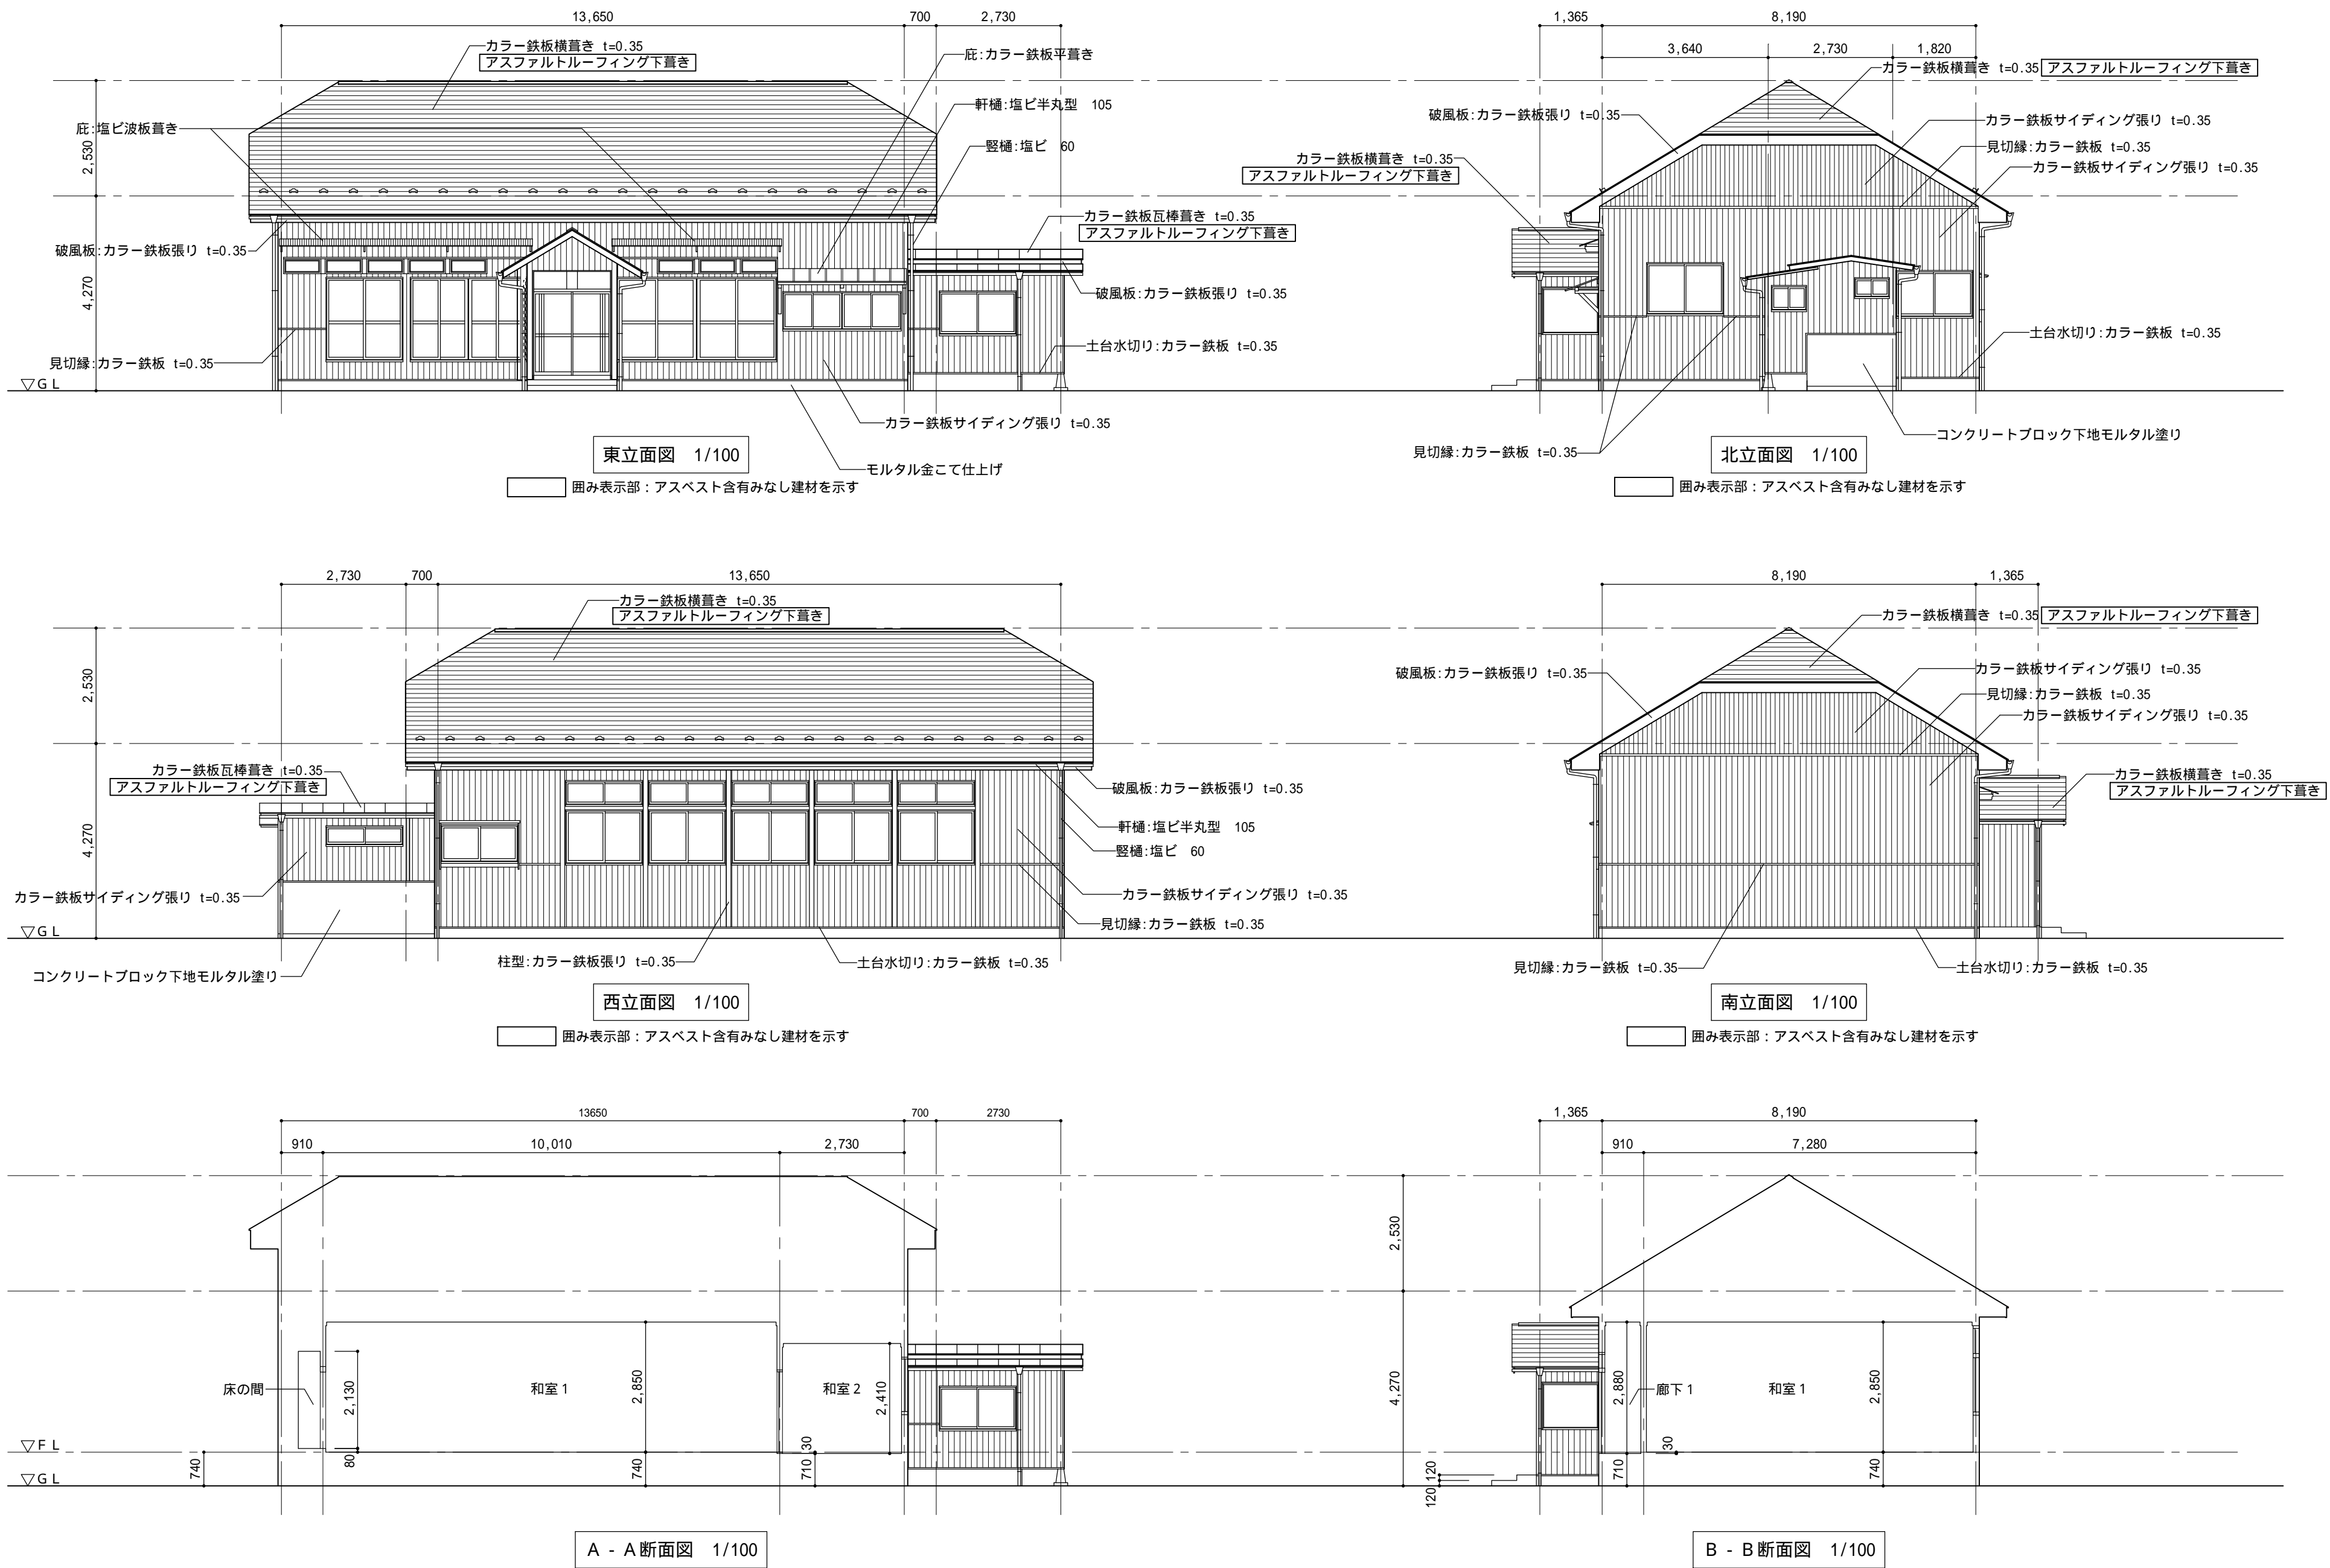 13,650 700 2,730
カラー鉄板横葺き t=0.35
アスファルトルーフィング下葺き
庇:カラー鉄板平葺き
軒樋:塩ビ半丸型 105
庇:塩ビ波板葺き
竪樋:塩ビ 60
2,530
カラー鉄板瓦棒葺き t=0.35
アスファルトルーフィング下葺き
破風板:カラー鉄板張り t=0.35
4,270
破風板:カラー鉄板張り t=0.35
土台水切り:カラー鉄板 t=0.35
見切縁:カラー鉄板 t=0.35
▽GL
カラー鉄板サイディング張り t=0.35
東立面図 1/100
モルタル金こて仕上げ
囲み表示部：アスベスト含有みなし建材を示す
1,365 8,190
3,640 2,730 1,820
カラー鉄板横葺き t=0.35 アスファルトルーフィング下葺き
破風板:カラー鉄板張り t=0.35
カラー鉄板サイディング張り t=0.35
見切縁:カラー鉄板 t=0.35
カラー鉄板横葺き t=0.35
アスファルトルーフィング下葺き
カラー鉄板サイディング張り t=0.35
土台水切り:カラー鉄板 t=0.35
コンクリートブロック下地モルタル塗り
見切縁:カラー鉄板 t=0.35
北立面図 1/100
囲み表示部：アスベスト含有みなし建材を示す
2,730 700 13,650
カラー鉄板横葺き t=0.35
アスファルトルーフィング下葺き
2,530
カラー鉄板瓦棒葺き t=0.35
アスファルトルーフィング下葺き
破風板:カラー鉄板張り t=0.35
軒樋:塩ビ半丸型 105
4,270
竪樋:塩ビ 60
カラー鉄板サイディング張り t=0.35
カラー鉄板サイディング張り t=0.35
見切縁:カラー鉄板 t=0.35
▽GL
柱型:カラー鉄板張り t=0.35
土台水切り:カラー鉄板 t=0.35
コンクリートブロック下地モルタル塗り
西立面図 1/100
囲み表示部：アスベスト含有みなし建材を示す
8,190 1,365
カラー鉄板横葺き t=0.35 アスファルトルーフィング下葺き
破風板:カラー鉄板張り t=0.35
カラー鉄板サイディング張り t=0.35
見切縁:カラー鉄板 t=0.35
カラー鉄板サイディング張り t=0.35
カラー鉄板横葺き t=0.35
アスファルトルーフィング下葺き
見切縁:カラー鉄板 t=0.35
土台水切り:カラー鉄板 t=0.35
南立面図 1/100
囲み表示部：アスベスト含有みなし建材を示す
13650 700 2730
910 10,010 2,730
床の間
2,130
和室1
2,850
和室2
2,410
▽FL
80
30
740
740
710
▽GL
A - A断面図 1/100
1,365 8,190
910 7,280
2,530
4,270
2,880
廊下1
和室1
2,850
30
120
120
710
740
B - B断面図 1/100